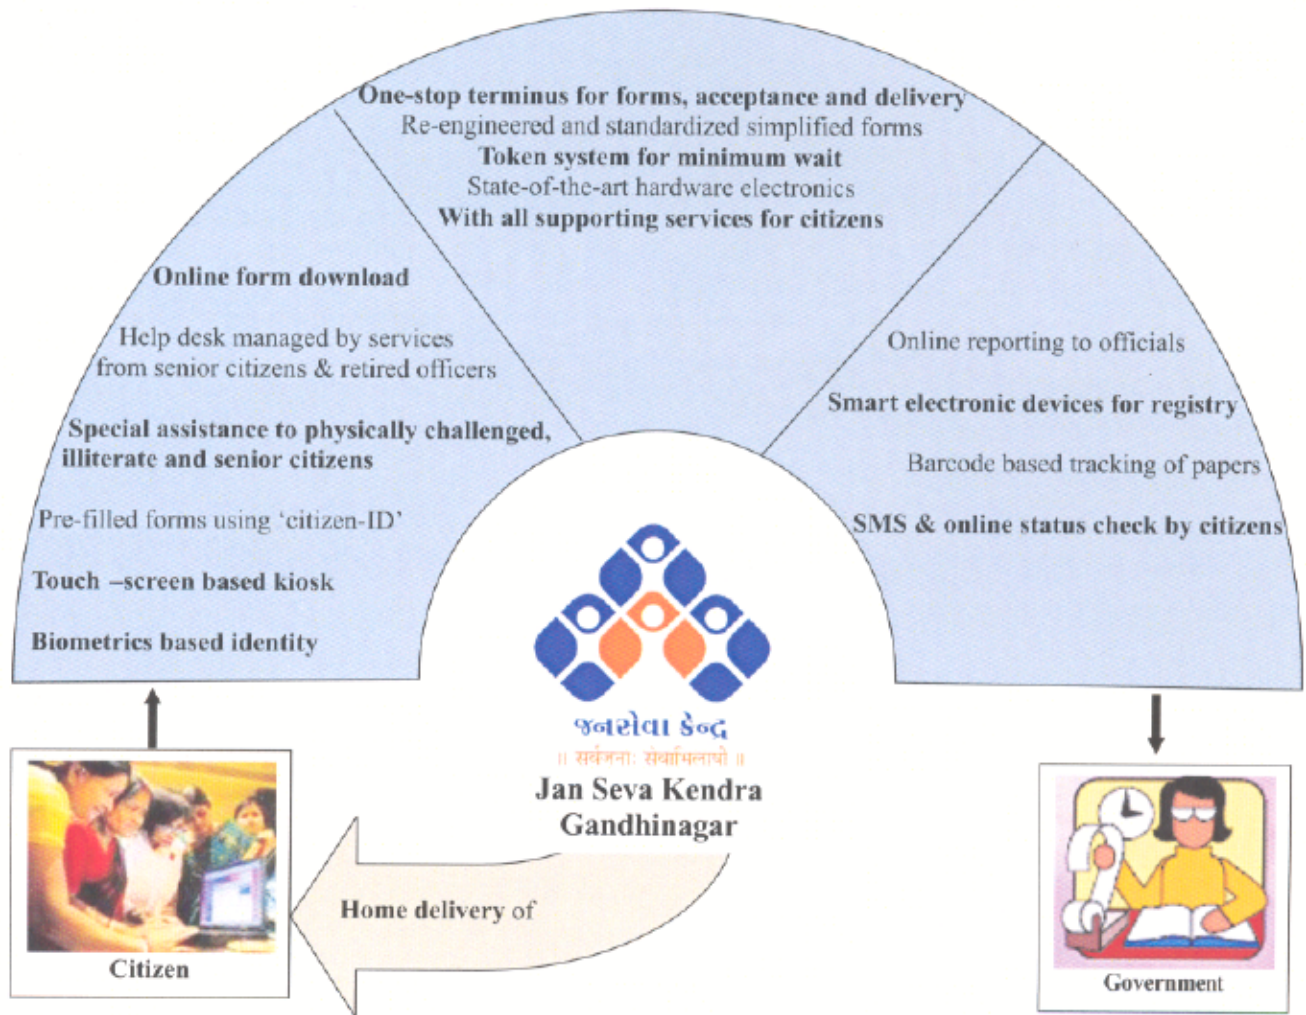 One-stop terminus for forms, acceptance and delivery
Re-engineered and standardized simplified forms
Token system for minimum wait
State-of-the-art hardware electronics
With all supporting services for citizens
Online form download
Help desk managed by services
from senior citizens & retired officers
Special assistance to physically challenged,
illiterate and senior citizens
Pre-filled forms using ‘citizen-ID’
Touch –screen based kiosk
Biometrics based identity
Online reporting to officials
Smart electronic devices for registry
Barcode based tracking of papers
SMS & online status check by citizens
જનસેવા કેન્દ્ર
॥ सर्वजनाः सेवाभिलाषी ॥
Jan Seva Kendra
Gandhinagar
Home delivery of
Citizen
Government